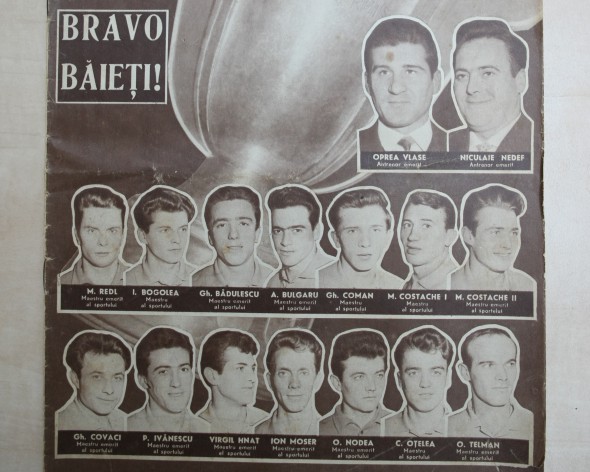 BRAVO
BĂIEȚI!
OPREA VLASE NICULAIE NEDEF
Antrenor emerit Antrenor emerit
M. REDL I. BOGOLEA Gh. BĂDULESCU A. BULGARU Gh. COMAN M. COSTACHE I M. COSTACHE II
Maestru emerit Maestru Maestru emerit Maestru emerit Maestru Maestru Maestru emerit
al sportului al sportului al sportului al sportului al sportului al sportului al sportului
Gh. COVACI P. IVĂNESCU VIRGIL HNAT ION MOSER O. NODEA C. OȚELEA O. TELMAN
Maestru emerit Maestru emerit Maestru emerit Maestru emerit Maestru emerit Maestru Maestru emerit
al sportului al sportului al sportului al sportului al sportului al sportului al sportului